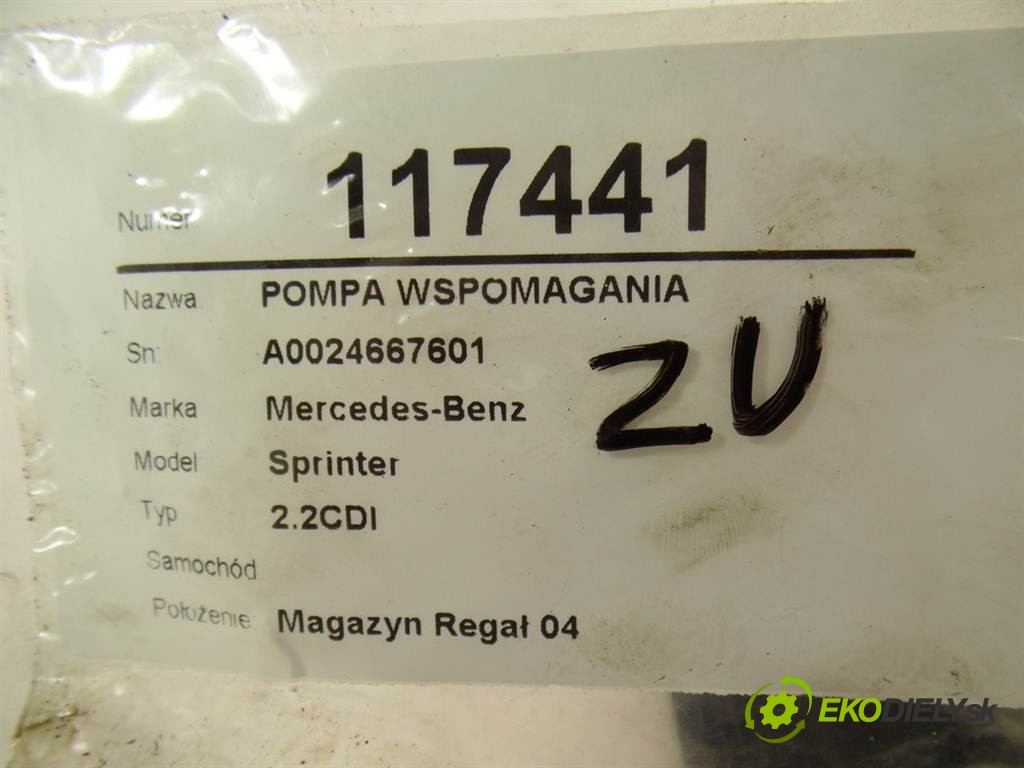 Numer 117441
Nazwa POMPA WSPOMAGANIA
Sn A0024667601
ZU
Marka Mercedes-Benz
Model Sprinter
Typ 2.2CDI
Samochód
Położenie Magazyn Regał 04
EKODIELY.sk